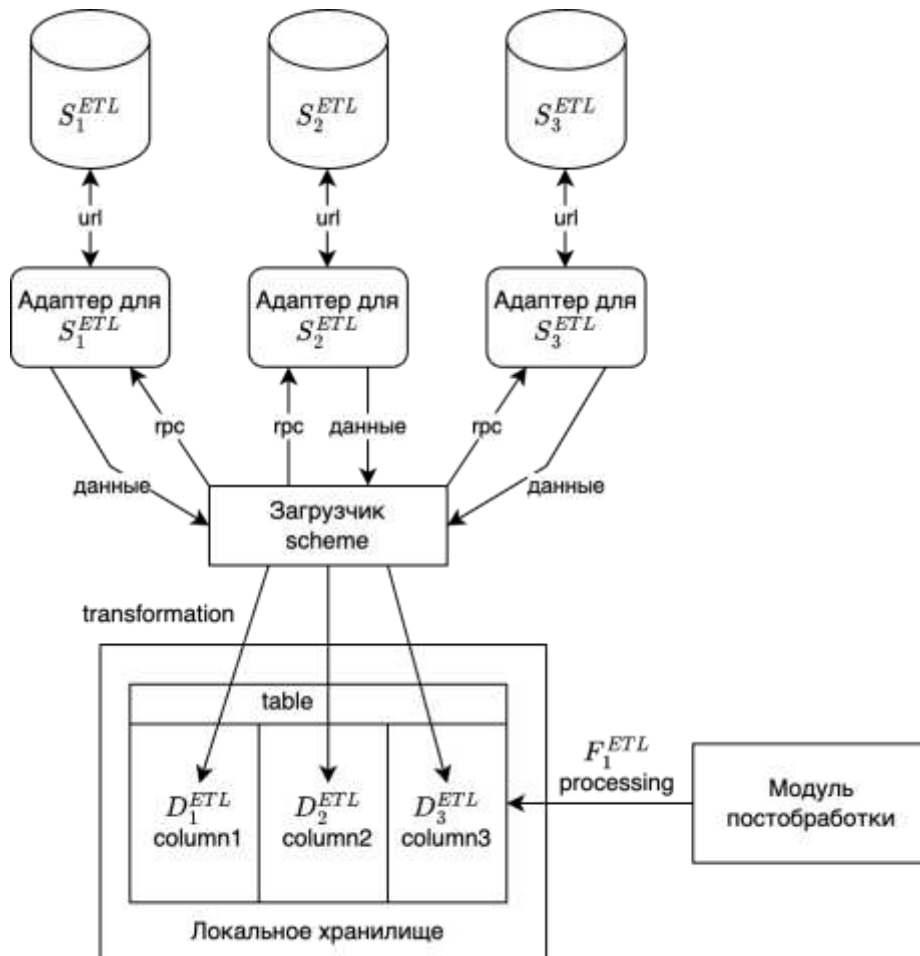 $S_1^{ETL}$
$S_2^{ETL}$
$S_3^{ETL}$
url
url
url
Адаптер для
$S_1^{ETL}$
Адаптер для
$S_2^{ETL}$
Адаптер для
$S_3^{ETL}$
rpc
rpc
данные
rpc
данные
данные
Загрузчик
scheme
transformation
table
$D_1^{ETL}$
column1
$D_2^{ETL}$
column2
$D_3^{ETL}$
column3
$F_1^{ETL}$
processing
Модуль
постобработки
Локальное хранилище